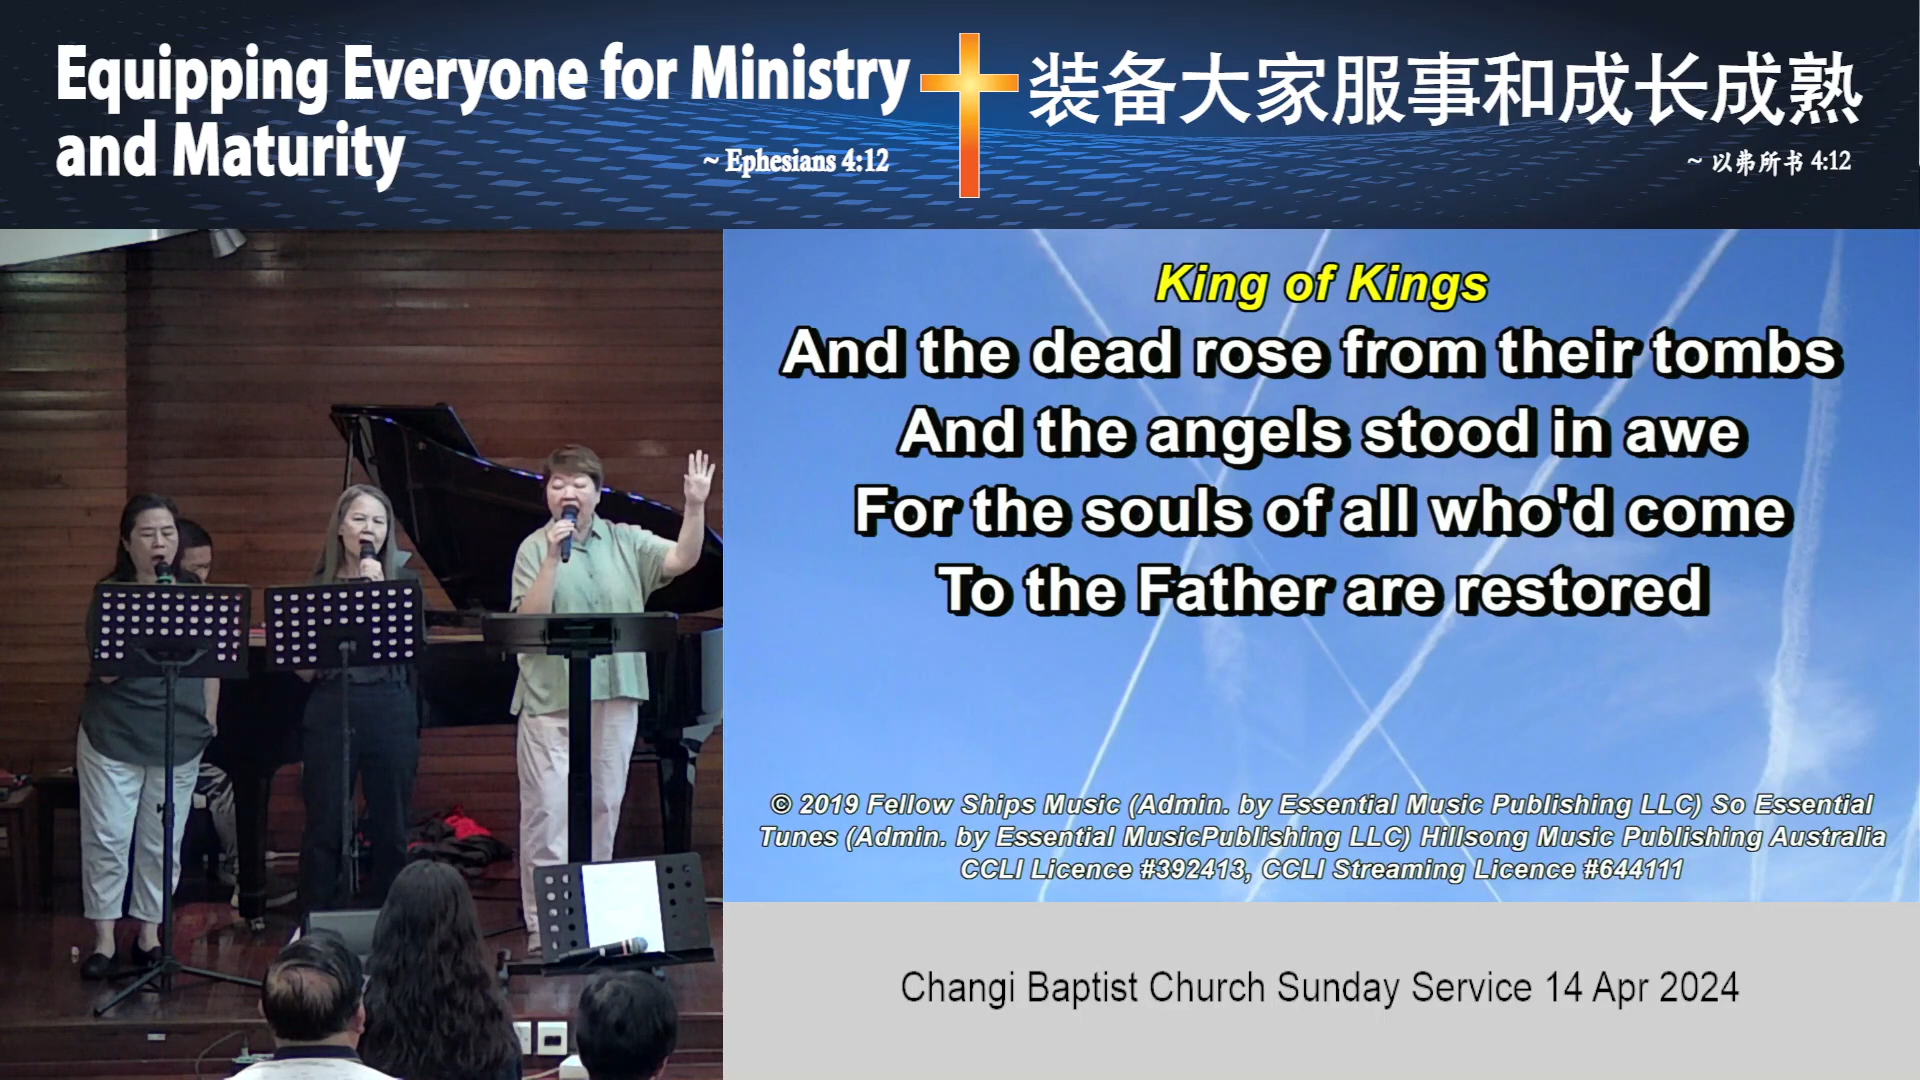 Equipping Everyone for Ministry
and Maturity
~ Ephesians 4:12
装备大家服事和成长成熟
~ 以弗所书 4:12
King of Kings
And the dead rose from their tombs
And the angels stood in awe
For the souls of all who'd come
To the Father are restored
© 2019 Fellow Ships Music (Admin. by Essential Music Publishing LLC) So Essential
Tunes (Admin. by Essential MusicPublishing LLC) Hillsong Music Publishing Australia
CCLI Licence #392413, CCLI Streaming Licence #644111
Changi Baptist Church Sunday Service 14 Apr 2024